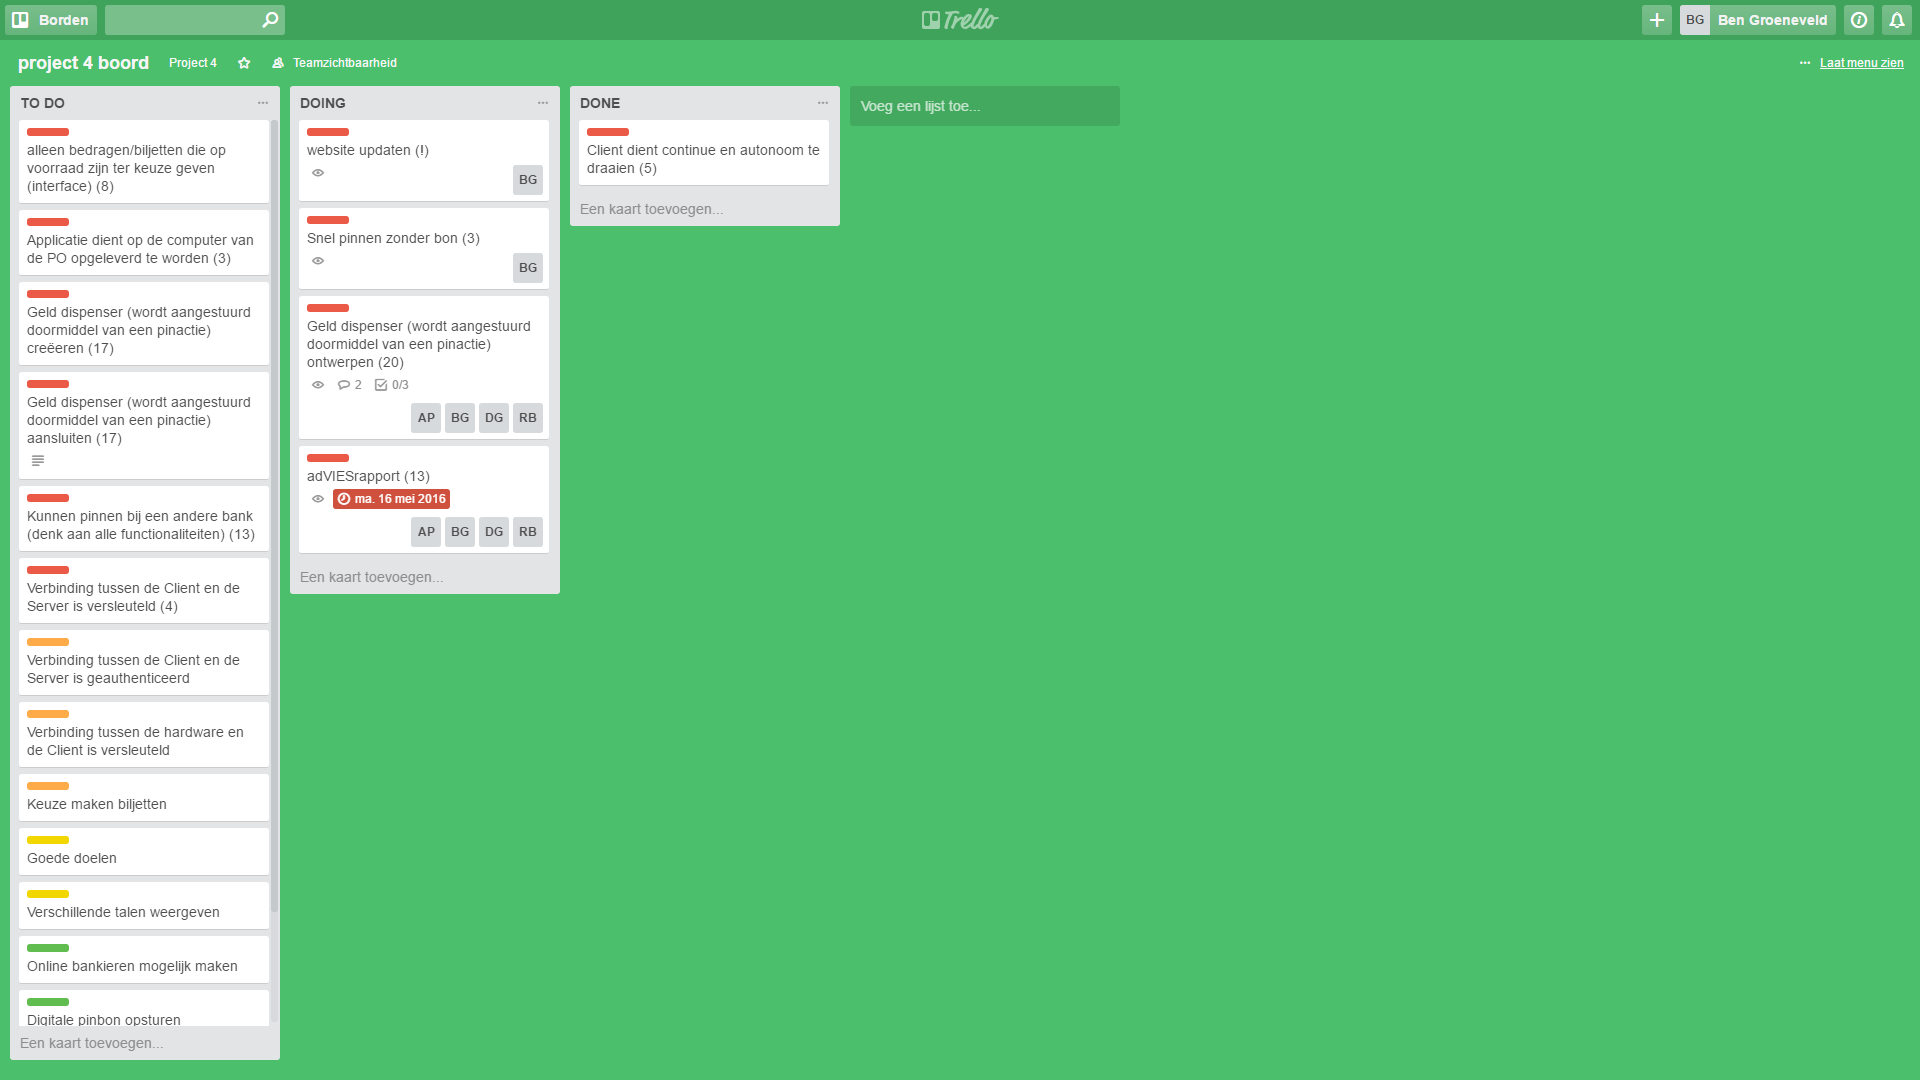 Borden
Trello
BG Ben Groeneveld
project 4 boord Project 4 Teamzichtbaarheid
Laat menu zien
TO DO
alleen bedragen/biljetten die op
voorraad zijn ter keuze geven
(interface) (8)
Applicatie dient op de computer van
de PO opgeleverd te worden (3)
Geld dispenser (wordt aangestuurd
doormiddel van een pinactie)
creëeren (17)
Geld dispenser (wordt aangestuurd
doormiddel van een pinactie)
aansluiten (17)
Kunnen pinnen bij een andere bank
(denk aan alle functionaliteiten) (13)
Verbinding tussen de Client en de
Server is versleuteld (4)
Verbinding tussen de Client en de
Server is geauthenticeerd
Verbinding tussen de hardware en
de Client is versleuteld
Keuze maken biljetten
Goede doelen
Verschillende talen weergeven
Online bankieren mogelijk maken
Digitale pinbon opsturen
Een kaart toevoegen...
DOING
website updaten (!)
BG
Snel pinnen zonder bon (3)
BG
Geld dispenser (wordt aangestuurd
doormiddel van een pinactie)
ontwerpen (20)
2 0/3
AP BG DG RB
adVIESrapport (13)
ma. 16 mei 2016
AP BG DG RB
Een kaart toevoegen...
DONE
Client dient continue en autonoom te
draaien (5)
Een kaart toevoegen...
Voeg een lijst toe...